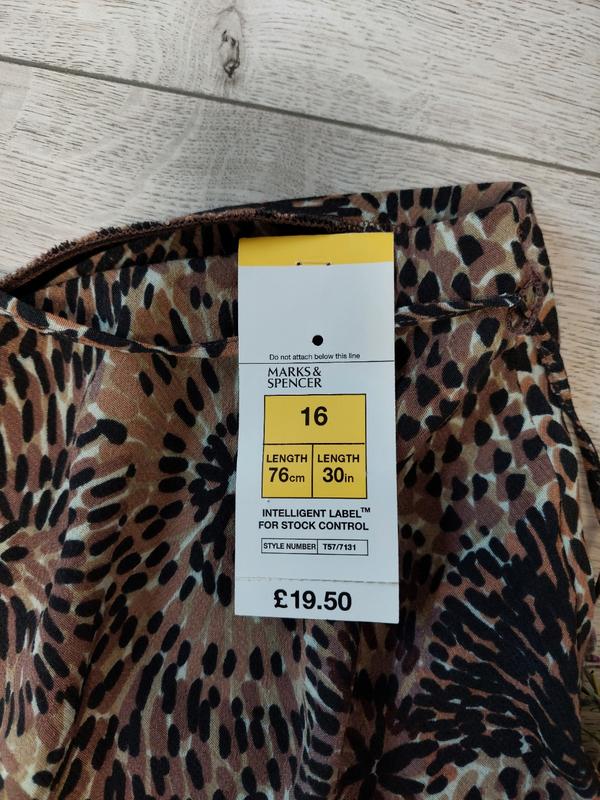 Do not attach below this line
MARKS &
SPENCER
16
LENGTH LENGTH
76cm 30in
INTELLIGENT LABEL™
FOR STOCK CONTROL
STYLE NUMBER T57/7131
£19.50